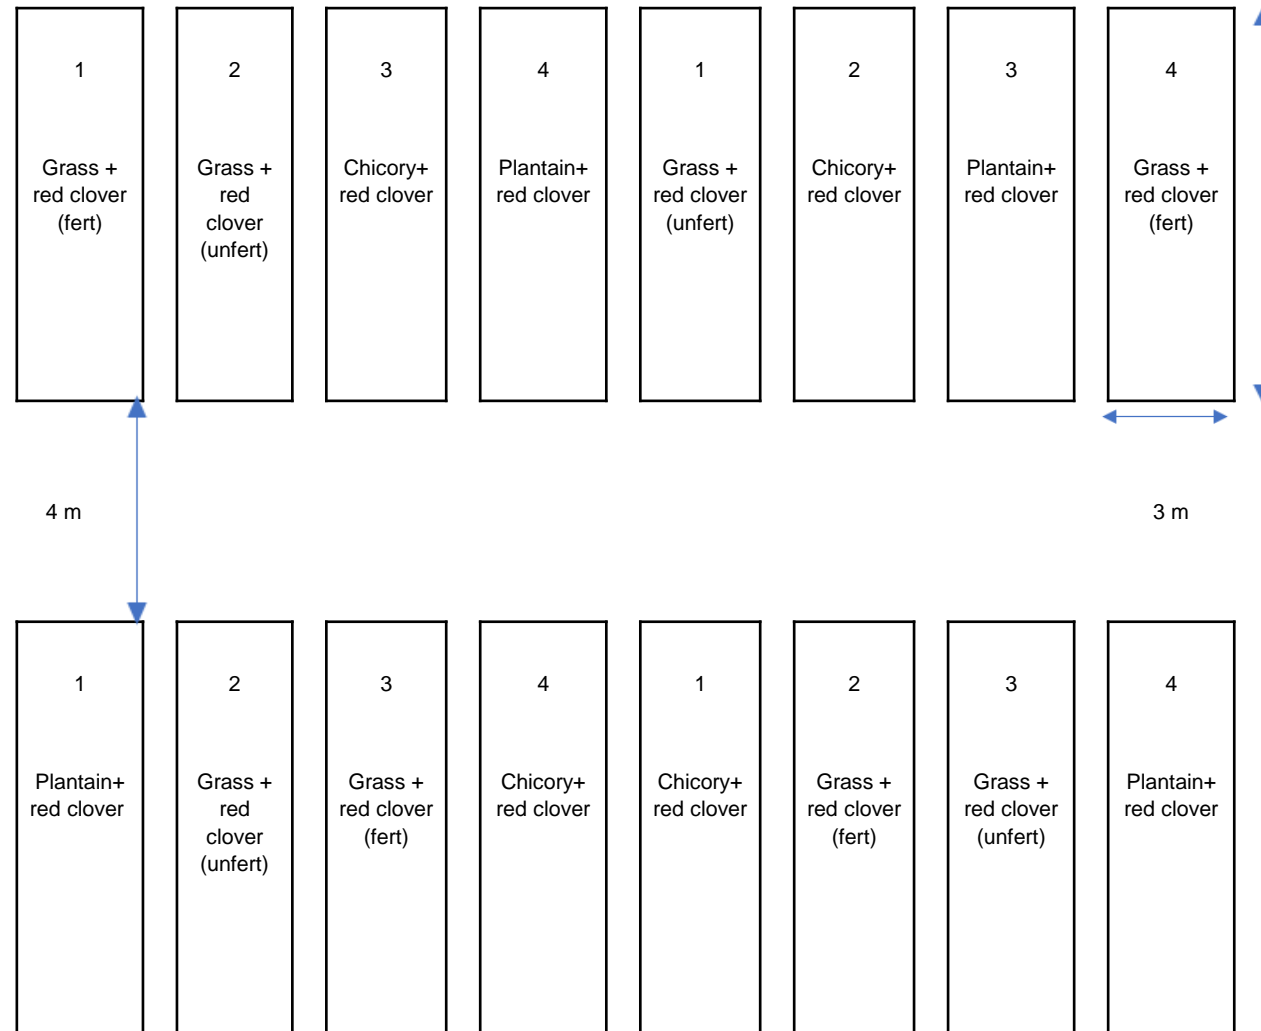 1
Grass +
red clover
(fert)
2
Grass +
red
clover
(unfert)
3
Chicory+
red clover
4
Plantain+
red clover
1
Grass +
red clover
(unfert)
2
Chicory+
red clover
3
Plantain+
red clover
4
Grass +
red clover
(fert)
4 m
3 m
1
Plantain+
red clover
2
Grass +
red
clover
(unfert)
3
Grass +
red clover
(fert)
4
Chicory+
red clover
1
Chicory+
red clover
2
Grass +
red clover
(fert)
3
Grass +
red clover
(unfert)
4
Plantain+
red clover